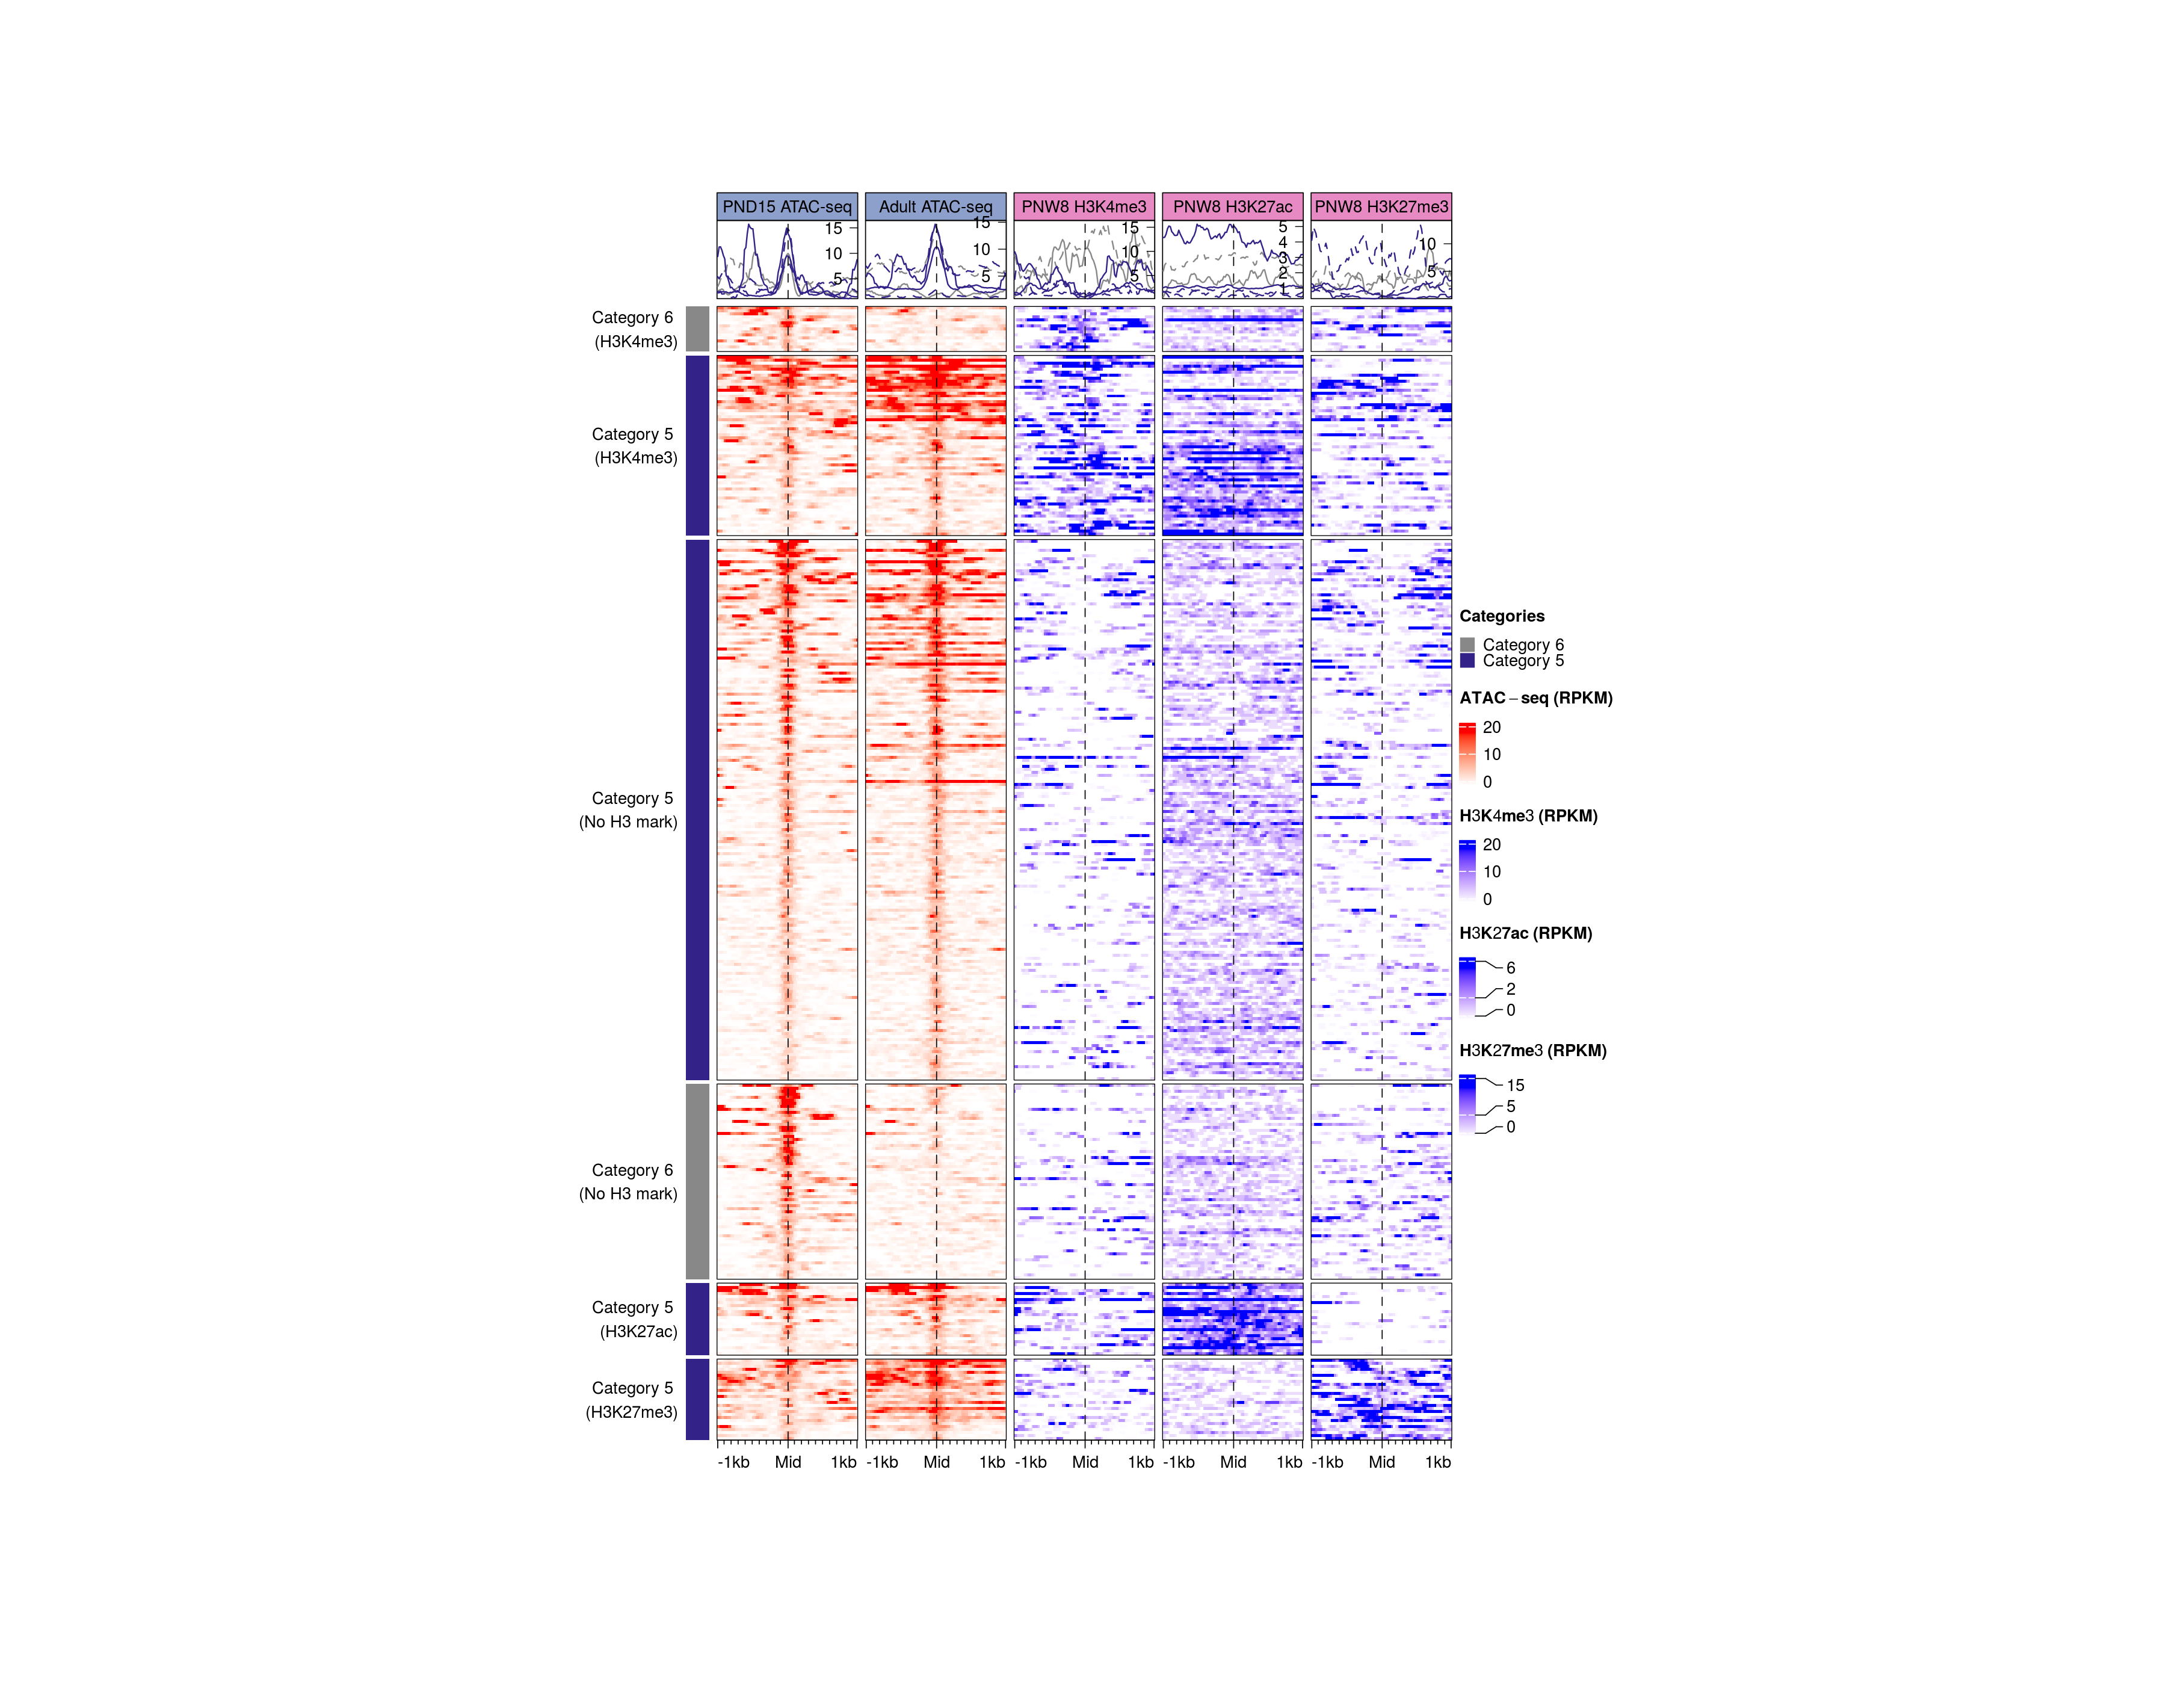 PND15 ATAC-seq Adult ATAC-seq PNW8 H3K4me3 PNW8 H3K27ac PNW8 H3K27me3
15
10
5
15
10
5
15
10
5
5
4
3
2
1
10
5
Category 6
(H3K4me3)
Category 5
(H3K4me3)
Category 5
(No H3 mark)
Category 6
(No H3 mark)
Category 5
(H3K27ac)
Category 5
(H3K27me3)
-1kb Mid 1kb -1kb Mid 1kb -1kb Mid 1kb -1kb Mid 1kb -1kb Mid 1kb
Categories
Category 6
Category 5
ATAC–seq (RPKM)
20
10
0
H3K4me3 (RPKM)
20
10
0
H3K27ac (RPKM)
6
2
0
H3K27me3 (RPKM)
15
5
0